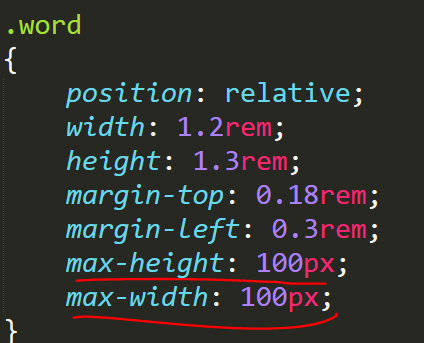 .word
{
position: relative;
width: 1.2rem;
height: 1.3rem;
margin-top: 0.18rem;
margin-left: 0.3rem;
max-height: 100px;
max-width: 100px;
}